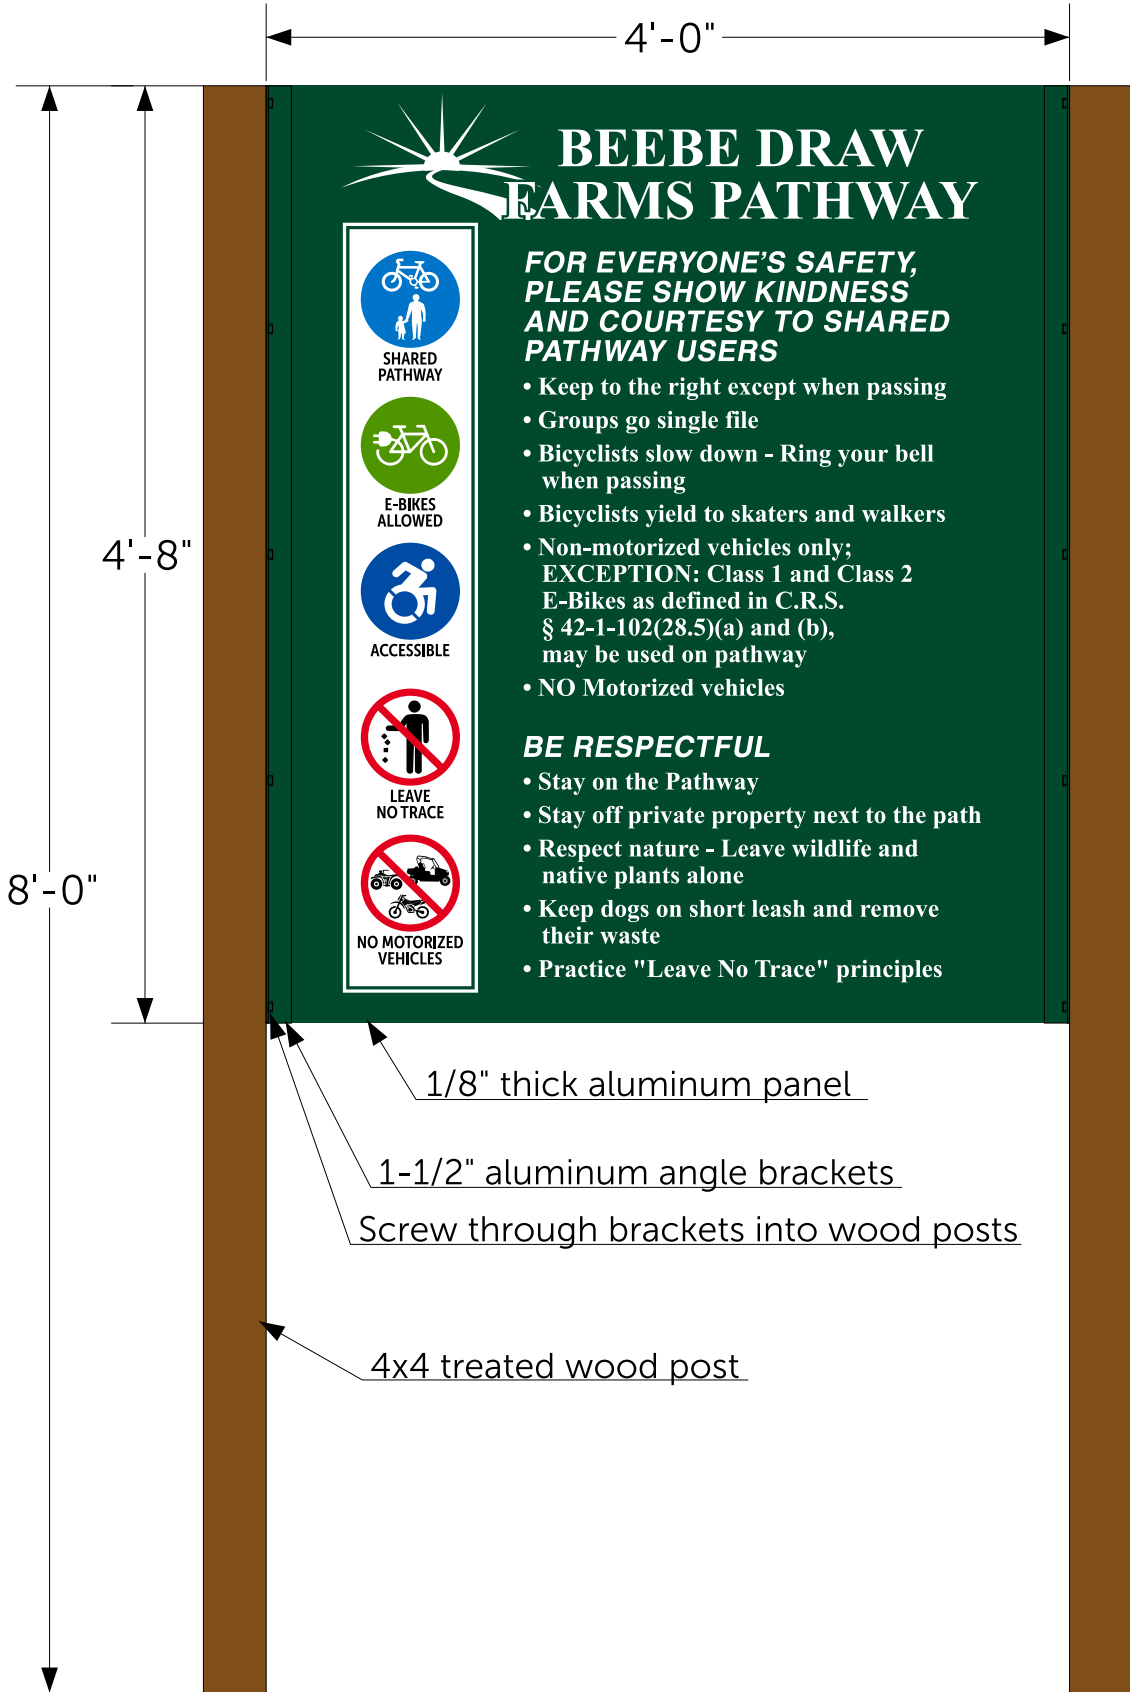 4'-0"
BEEBE DRAW
FARMS PATHWAY
FOR EVERYONE'S SAFETY,
PLEASE SHOW KINDNESS
AND COURTESY TO SHARED
PATHWAY USERS
• Keep to the right except when passing
• Groups go single file
• Bicyclists slow down - Ring your bell
when passing
• Bicyclists yield to skaters and walkers
• Non-motorized vehicles only;
EXCEPTION: Class 1 and Class 2
E-Bikes as defined in C.R.S.
§ 42-1-102(28.5)(a) and (b),
may be used on pathway
• NO Motorized vehicles
BE RESPECTFUL
• Stay on the Pathway
• Stay off private property next to the path
• Respect nature - Leave wildlife and
native plants alone
• Keep dogs on short leash and remove
their waste
• Practice "Leave No Trace" principles
SHARED
PATHWAY
E-BIKES
ALLOWED
ACCESSIBLE
LEAVE
NO TRACE
NO MOTORIZED
VEHICLES
4'-8"
8'-0"
1/8" thick aluminum panel
1-1/2" aluminum angle brackets
Screw through brackets into wood posts
4x4 treated wood post